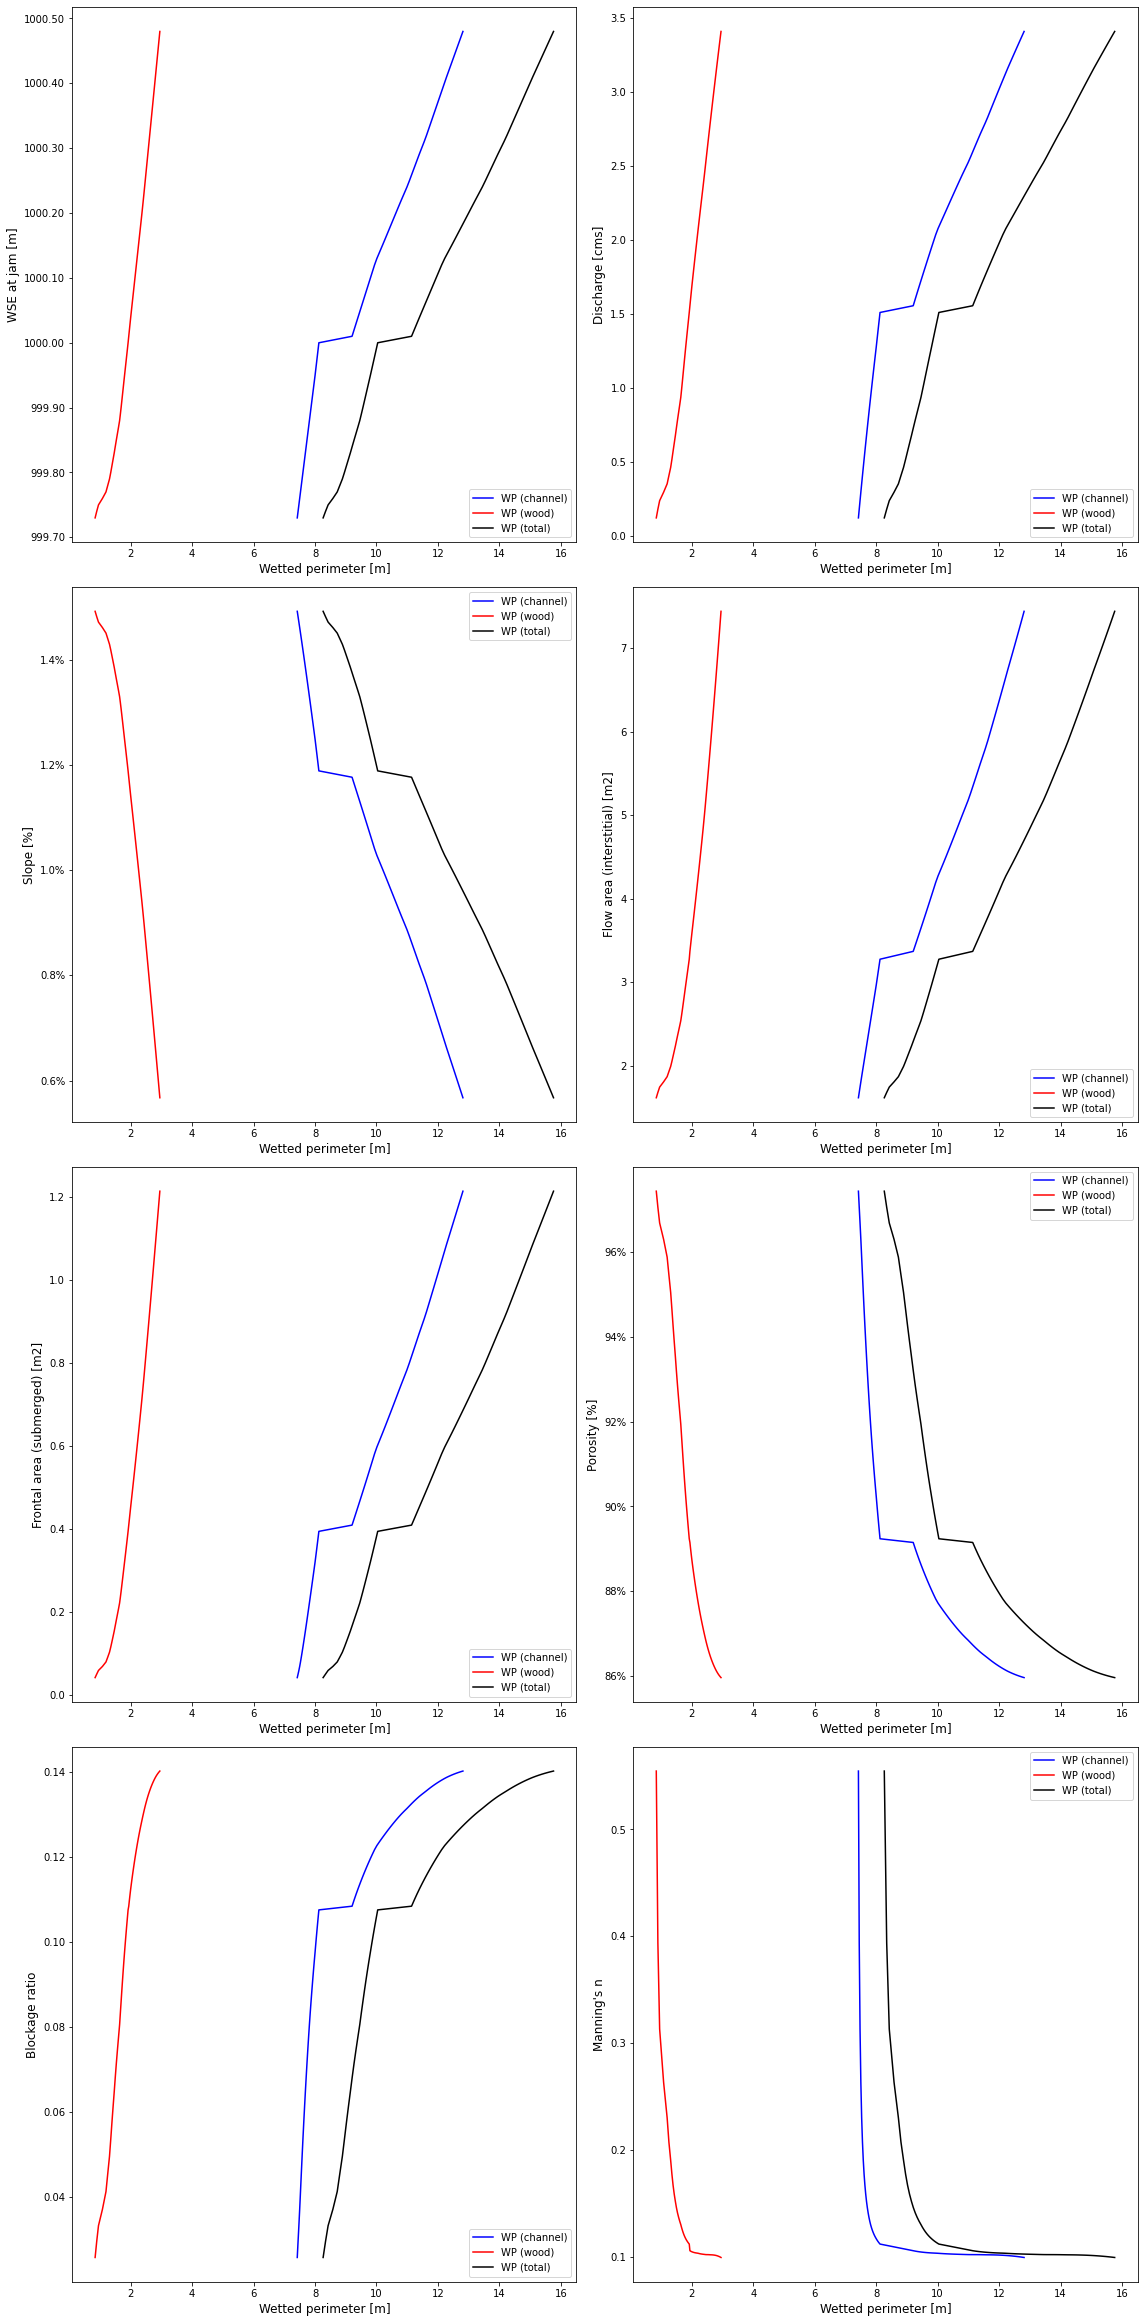 1000.50
1000.40
1000.30
1000.20
1000.10
1000.00
999.90
999.80
999.70
WSE at jam [m]
WP (channel)
WP (wood)
WP (total)
2 4 6 8 10 12 14 16
Wetted perimeter [m]
3.5
3.0
2.5
2.0
1.5
1.0
0.5
0.0
Discharge [cms]
WP (channel)
WP (wood)
WP (total)
2 4 6 8 10 12 14 16
Wetted perimeter [m]
WP (channel)
WP (wood)
WP (total)
1.4%
1.2%
1.0%
0.8%
0.6%
Slope [%]
2 4 6 8 10 12 14 16
Wetted perimeter [m]
7
6
5
4
3
2
Flow area (interstitial) [m2]
WP (channel)
WP (wood)
WP (total)
2 4 6 8 10 12 14 16
Wetted perimeter [m]
1.2
1.0
0.8
0.6
0.4
0.2
0.0
Frontal area (submerged) [m2]
WP (channel)
WP (wood)
WP (total)
2 4 6 8 10 12 14 16
Wetted perimeter [m]
WP (channel)
WP (wood)
WP (total)
96%
94%
92%
90%
88%
86%
Porosity [%]
2 4 6 8 10 12 14 16
Wetted perimeter [m]
0.14
0.12
0.10
0.08
0.06
0.04
Blockage ratio
WP (channel)
WP (wood)
WP (total)
2 4 6 8 10 12 14 16
Wetted perimeter [m]
WP (channel)
WP (wood)
WP (total)
0.5
0.4
0.3
0.2
0.1
Manning's n
2 4 6 8 10 12 14 16
Wetted perimeter [m]